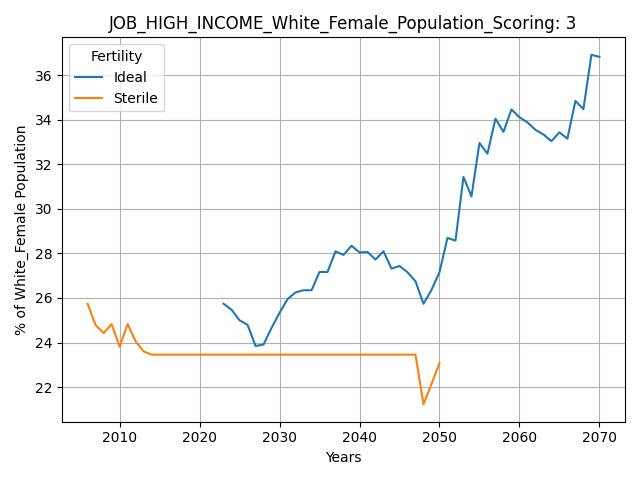 JOB_HIGH_INCOME_White_Female_Population_Scoring: 3
Fertility
Ideal
Sterile
% of White_Female Population
36
34
32
30
28
26
24
22
2010 2020 2030 2040 2050 2060 2070
Years